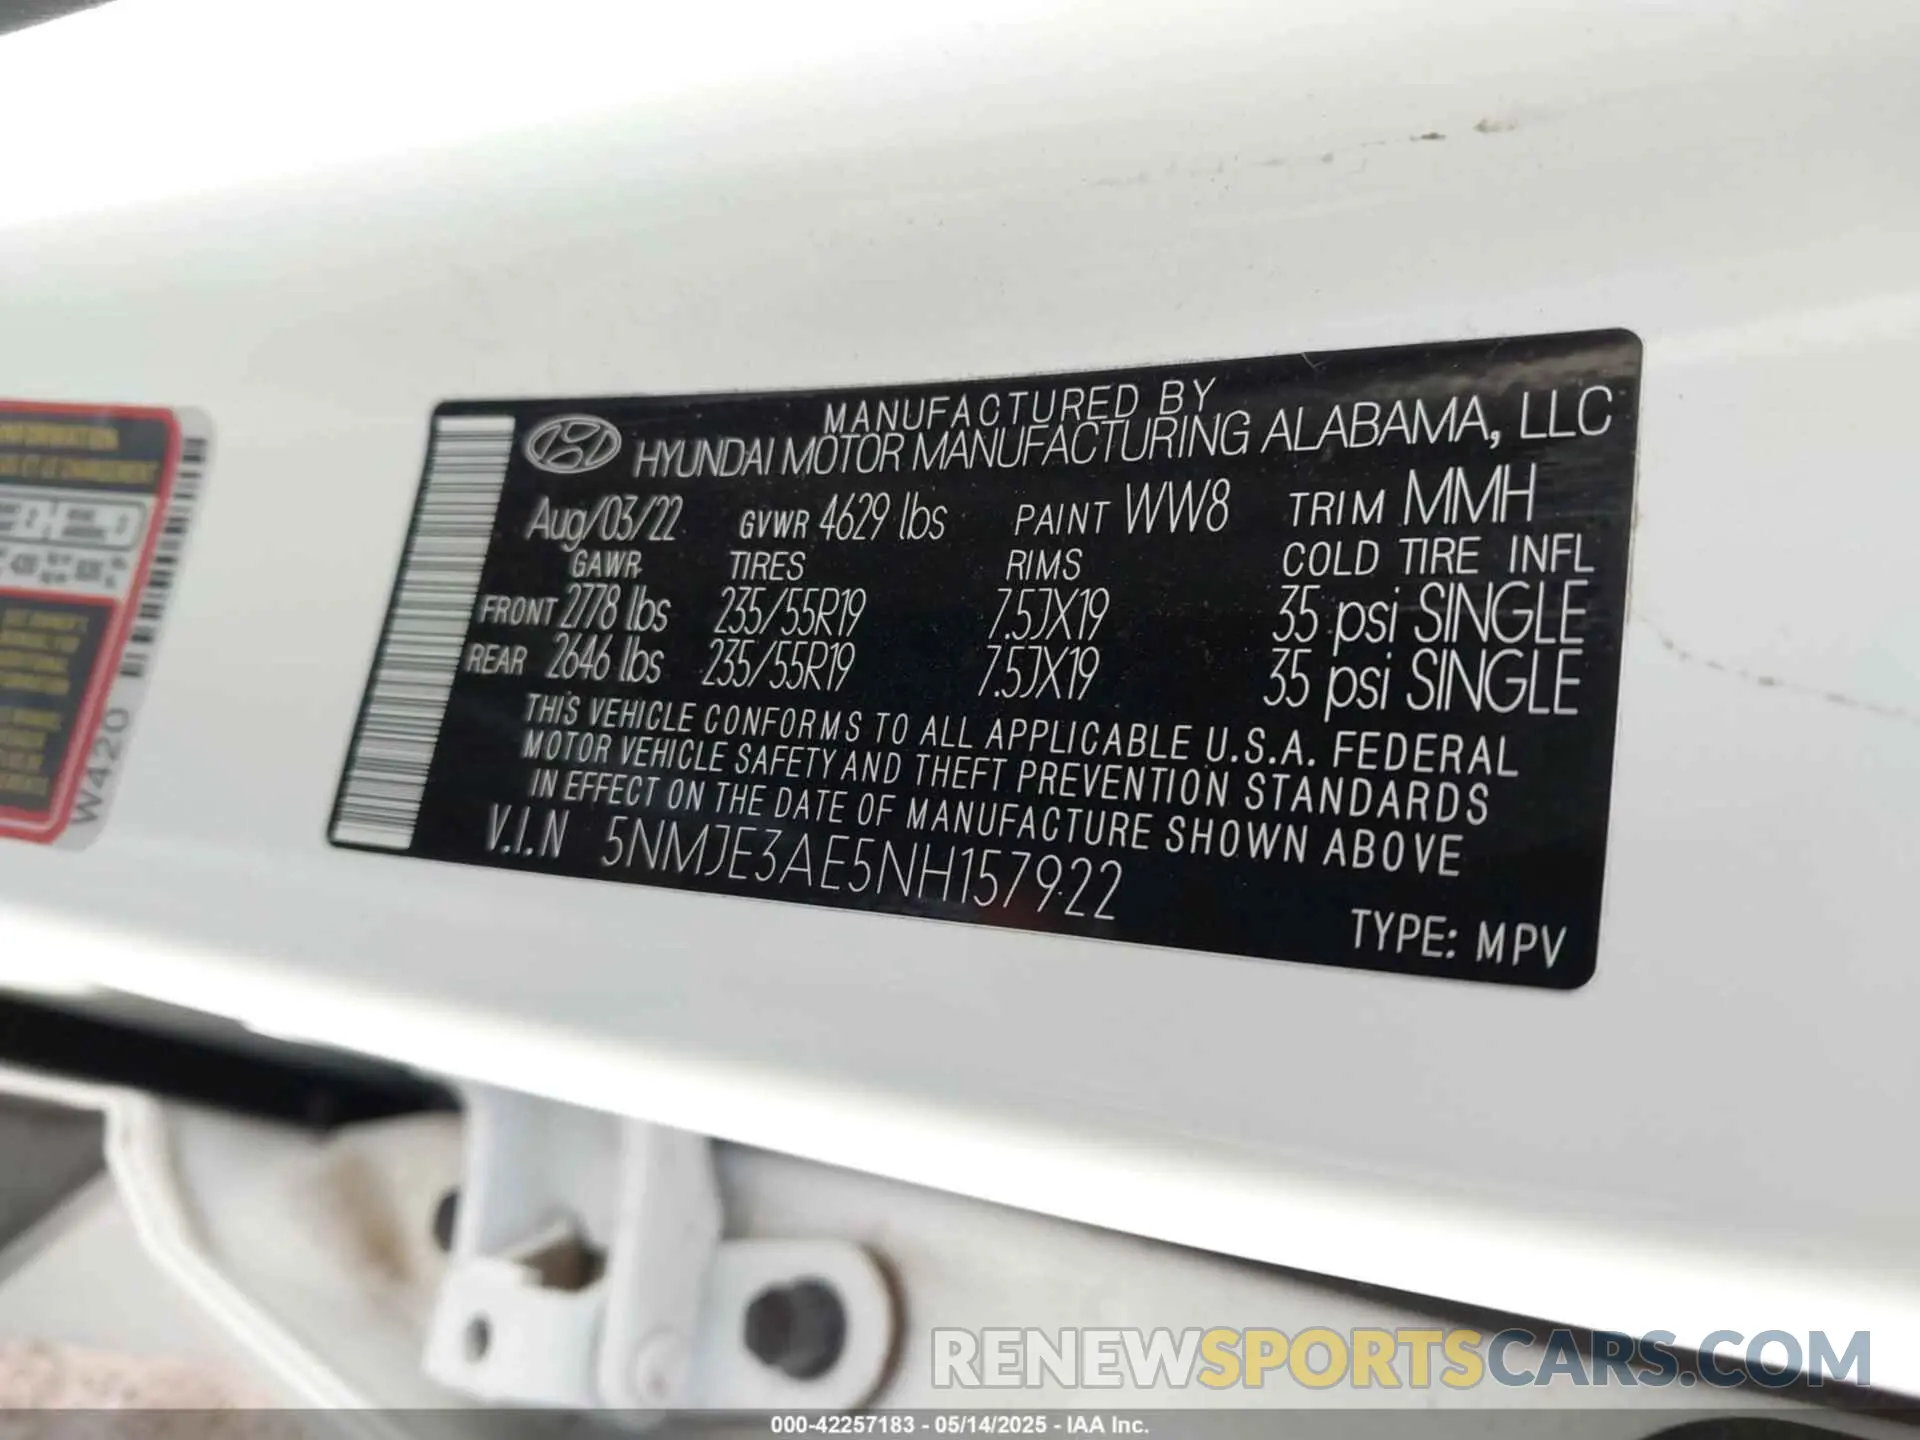 MANUFACTURED BY
HYUNDAI MOTOR MANUFACTURING ALABAMA, LLC
Aug/03/22 GVWR 4629 lbs PAINT WW8 TRIM MMH
GAWR TIRES RIMS COLD TIRE INFL
FRONT 2778 lbs 235/55R19 7.5JX19 35 psi SINGLE
REAR 2646 lbs 235/55R19 7.5JX19 35 psi SINGLE
THIS VEHICLE CONFORMS TO ALL APPLICABLE U.S.A. FEDERAL
MOTOR VEHICLE SAFETY AND THEFT PREVENTION STANDARDS
IN EFFECT ON THE DATE OF MANUFACTURE SHOWN ABOVE
V.I.N 5NMJE3AE5NH157922
TYPE: MPV
W420
RENEWSPORTSCARS.COM
000-42257183 - 05/14/2025 - IAA Inc.